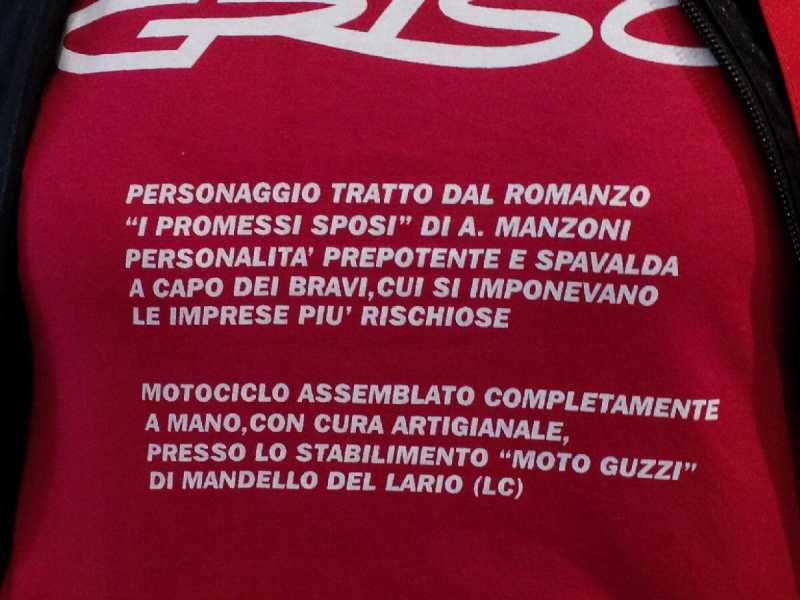 GRISO
PERSONAGGIO TRATTO DAL ROMANZO
“I PROMESSI SPOSI” DI A. MANZONI
PERSONALITA' PREPOTENTE E SPAVALDA
A CAPO DEI BRAVI,CUI SI IMPONEVANO
LE IMPRESE PIU' RISCHIOSE
MOTOCICLO ASSEMBLATO COMPLETAMENTE
A MANO,CON CURA ARTIGIANALE,
PRESSO LO STABILIMENTO “MOTO GUZZI”
DI MANDELLO DEL LARIO (LC)